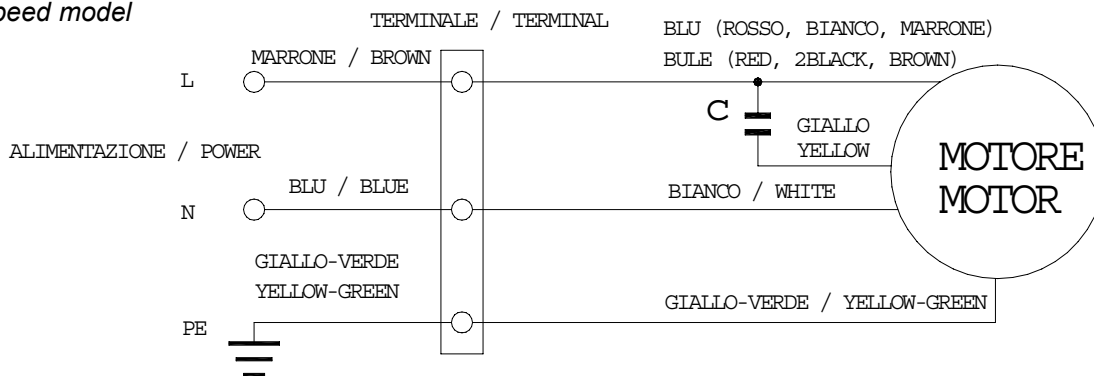 model
TERMINALE / TERMINAL
BLU (ROSSO, BIANCO, MARRONE)
BULE (RED, 2BLACK, BROWN)
MARRONE / BROWN
L
C
GIALLO
YELLOW
ALIMENTAZIONE / POWER
MOTORE
MOTOR
BLU / BLUE
BIANCO / WHITE
N
GIALLO-VERDE
YELLOW-GREEN
GIALLO-VERDE / YELLOW-GREEN
PE